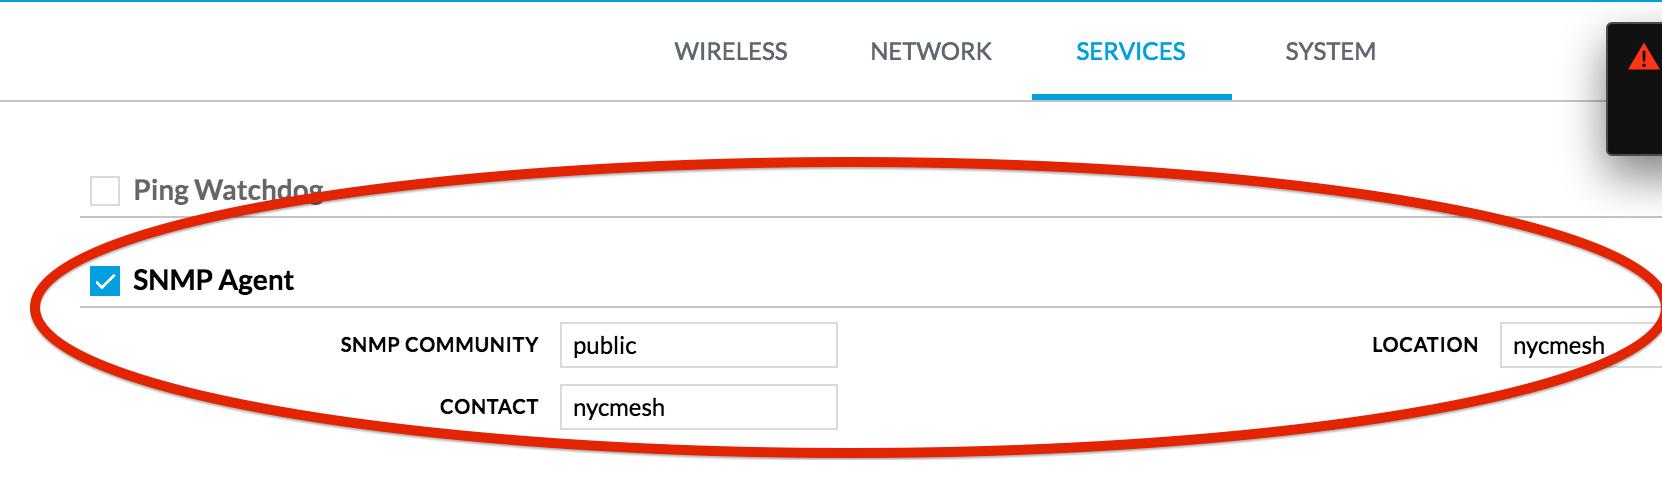 WIRELESS NETWORK SERVICES SYSTEM
Ping Watchdog
SNMP Agent
SNMP COMMUNITY public LOCATION nycmesh
CONTACT nycmesh